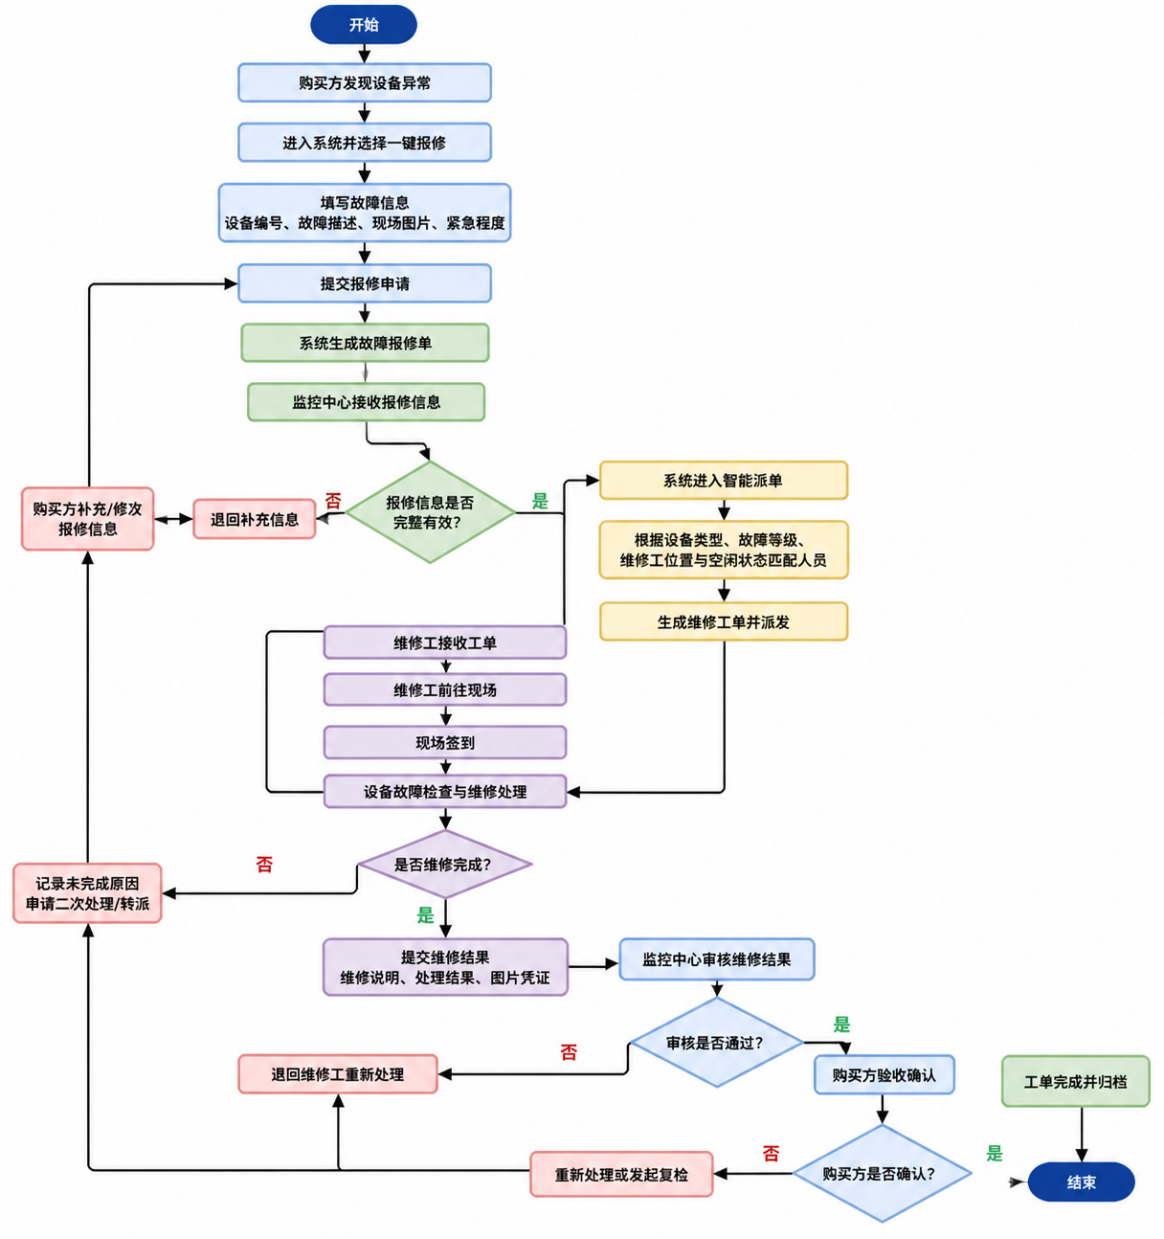 开始
购买方发现设备异常
进入系统并选择一键报修
填写故障信息
设备编号、故障描述、现场图片、紧急程度
提交报修申请
系统生成故障报修单
监控中心接收报修信息
报修信息是否
完整有效?
否
是
退回补充信息
购买方补充/修次
报修信息
系统进入智能派单
根据设备类型、故障等级、
维修工位置与空闲状态匹配人员
生成维修工单并派发
维修工接收工单
维修工前往现场
现场签到
设备故障检查与维修处理
是否维修完成?
否
是
记录未完成原因
申请二次处理/转派
提交维修结果
维修说明、处理结果、图片凭证
监控中心审核维修结果
审核是否通过?
否
是
退回维修工重新处理
购买方验收确认
工单完成并归档
购买方是否确认?
否
是
重新处理或发起复检
结束